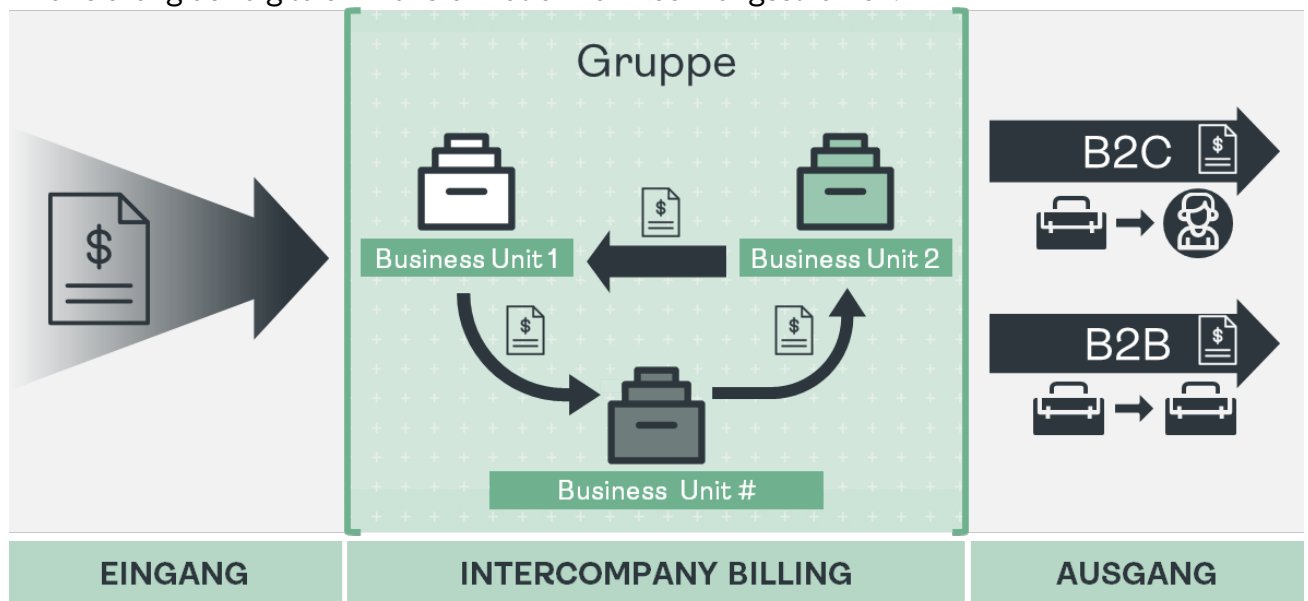 Gruppe
Business Unit 1
Business Unit 2
Business Unit #
$
$
$
$
B2C
$
B2B
$
EINGANG
INTERCOMPANY BILLING
AUSGANG